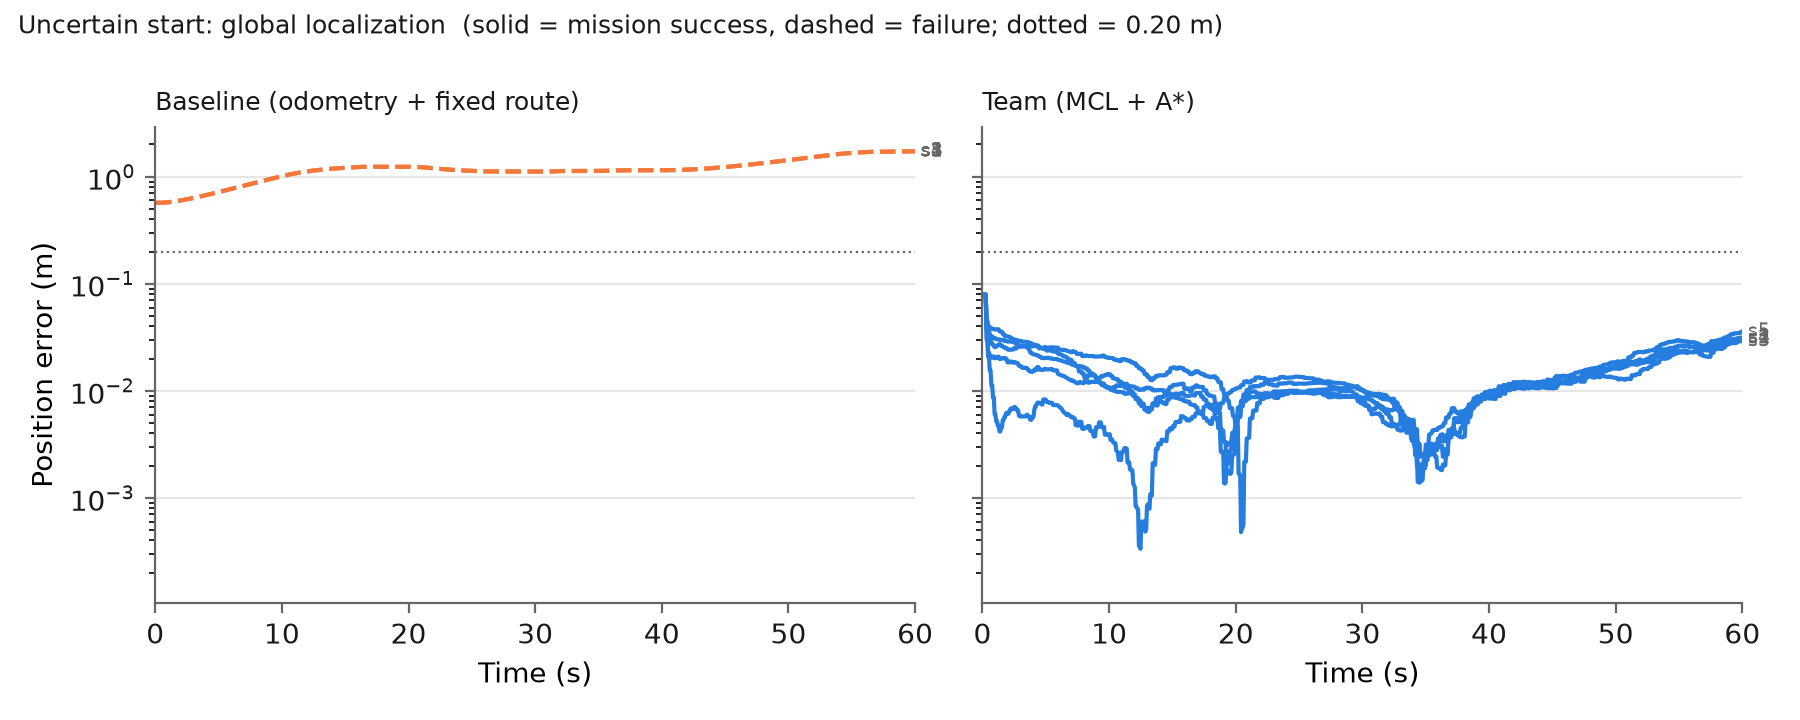 Uncertain start: global localization  (solid = mission success, dashed = failure; dotted = 0.20 m)
Baseline (odometry + fixed route)
Team (MCL + A*)
Position error (m)
10⁰
10⁻¹
10⁻²
10⁻³
0 10 20 30 40 50 60
0 10 20 30 40 50 60
Time (s)
Time (s)